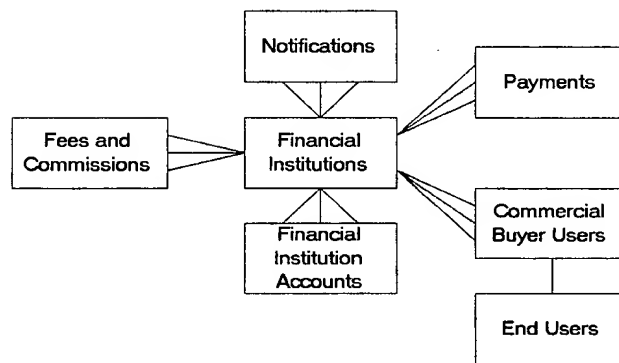 Notifications
Payments
Fees and
Commissions
Financial
Institutions
Commercial
Buyer Users
Financial
Institution
Accounts
End Users